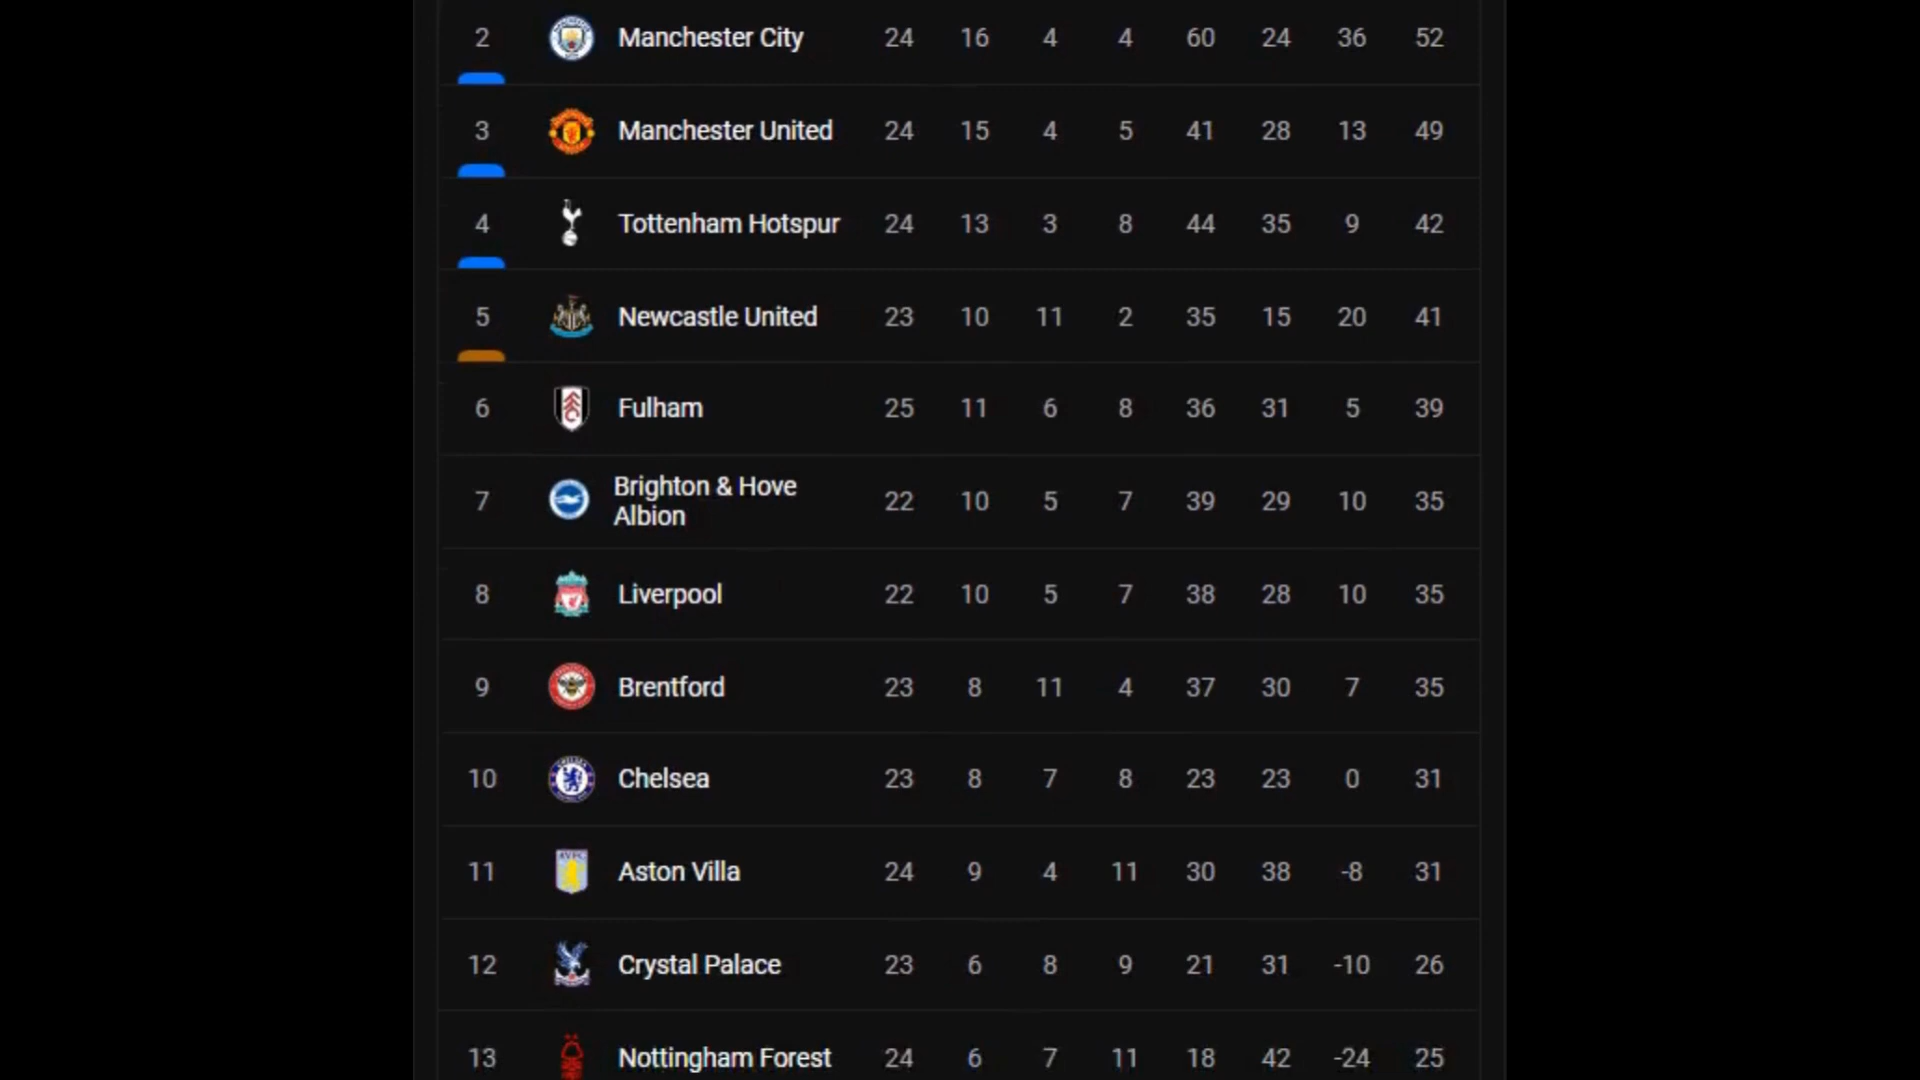 2 Manchester City 24 16 4 4 60 24 36 52
3 Manchester United 24 15 4 5 41 28 13 49
4 Tottenham Hotspur 24 13 3 8 44 35 9 42
5 Newcastle United 23 10 11 2 35 15 20 41
6 Fulham 25 11 6 8 36 31 5 39
7 Brighton & Hove Albion 22 10 5 7 39 29 10 35
8 Liverpool 22 10 5 7 38 28 10 35
9 Brentford 23 8 11 4 37 30 7 35
10 Chelsea 23 8 7 8 23 23 0 31
11 Aston Villa 24 9 4 11 30 38 -8 31
12 Crystal Palace 23 6 8 9 21 31 -10 26
13 Nottingham Forest 24 6 7 11 18 42 -24 25